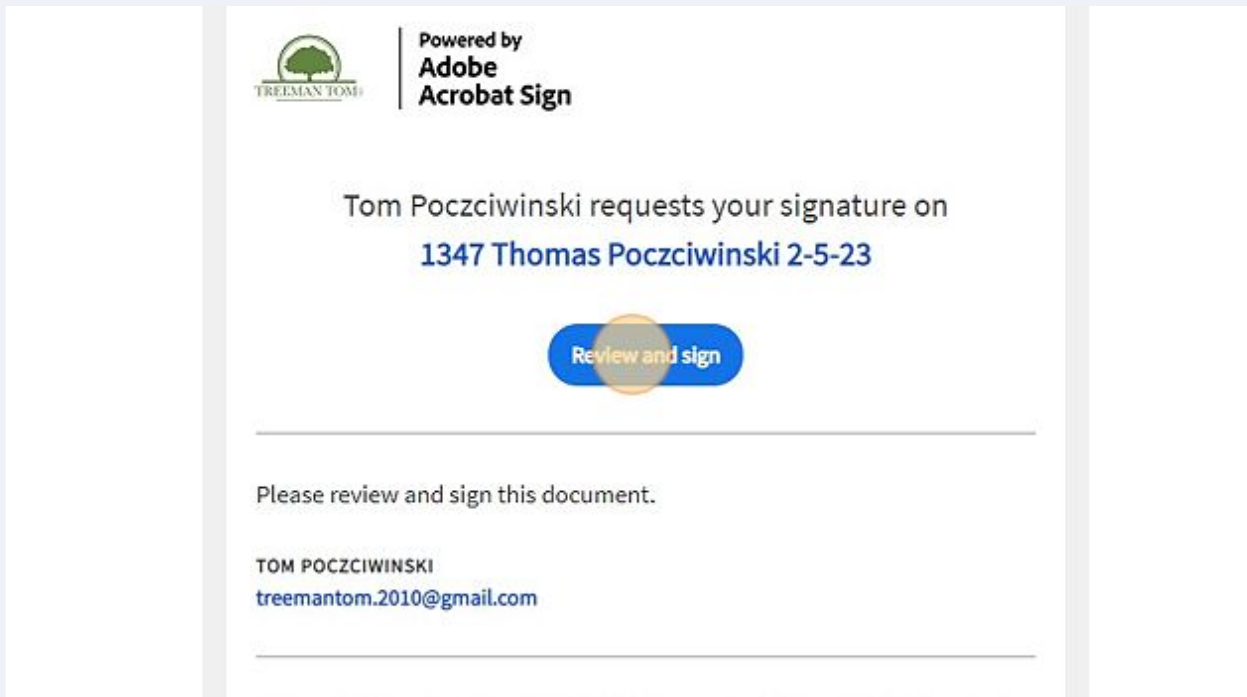 TREEMAN TOM
Powered by
Adobe
Acrobat Sign
Tom Poczciwinski requests your signature on
1347 Thomas Poczciwinski 2-5-23
Review and sign
Please review and sign this document.
TOM POCZCIWINSKI
treemantom.2010@gmail.com